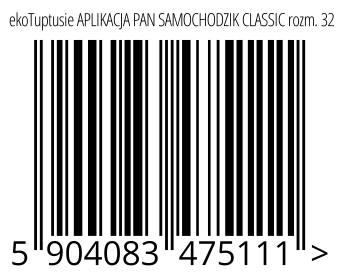 ekoTuptusie APLIKACJA PAN SAMOCHODZIK CLASSIC rozm. 32
5 904083 475111 >